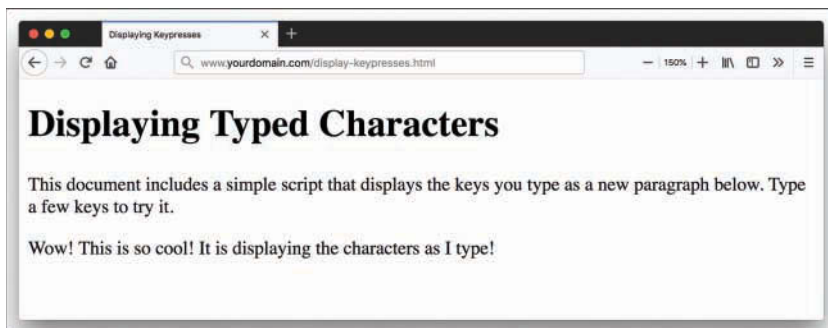 Displaying Keypresses
www.yourdomain.com/display-keypresses.html
150%
Displaying Typed Characters
This document includes a simple script that displays the keys you type as a new paragraph below. Type
a few keys to try it.
Wow! This is so cool! It is displaying the characters as I type!